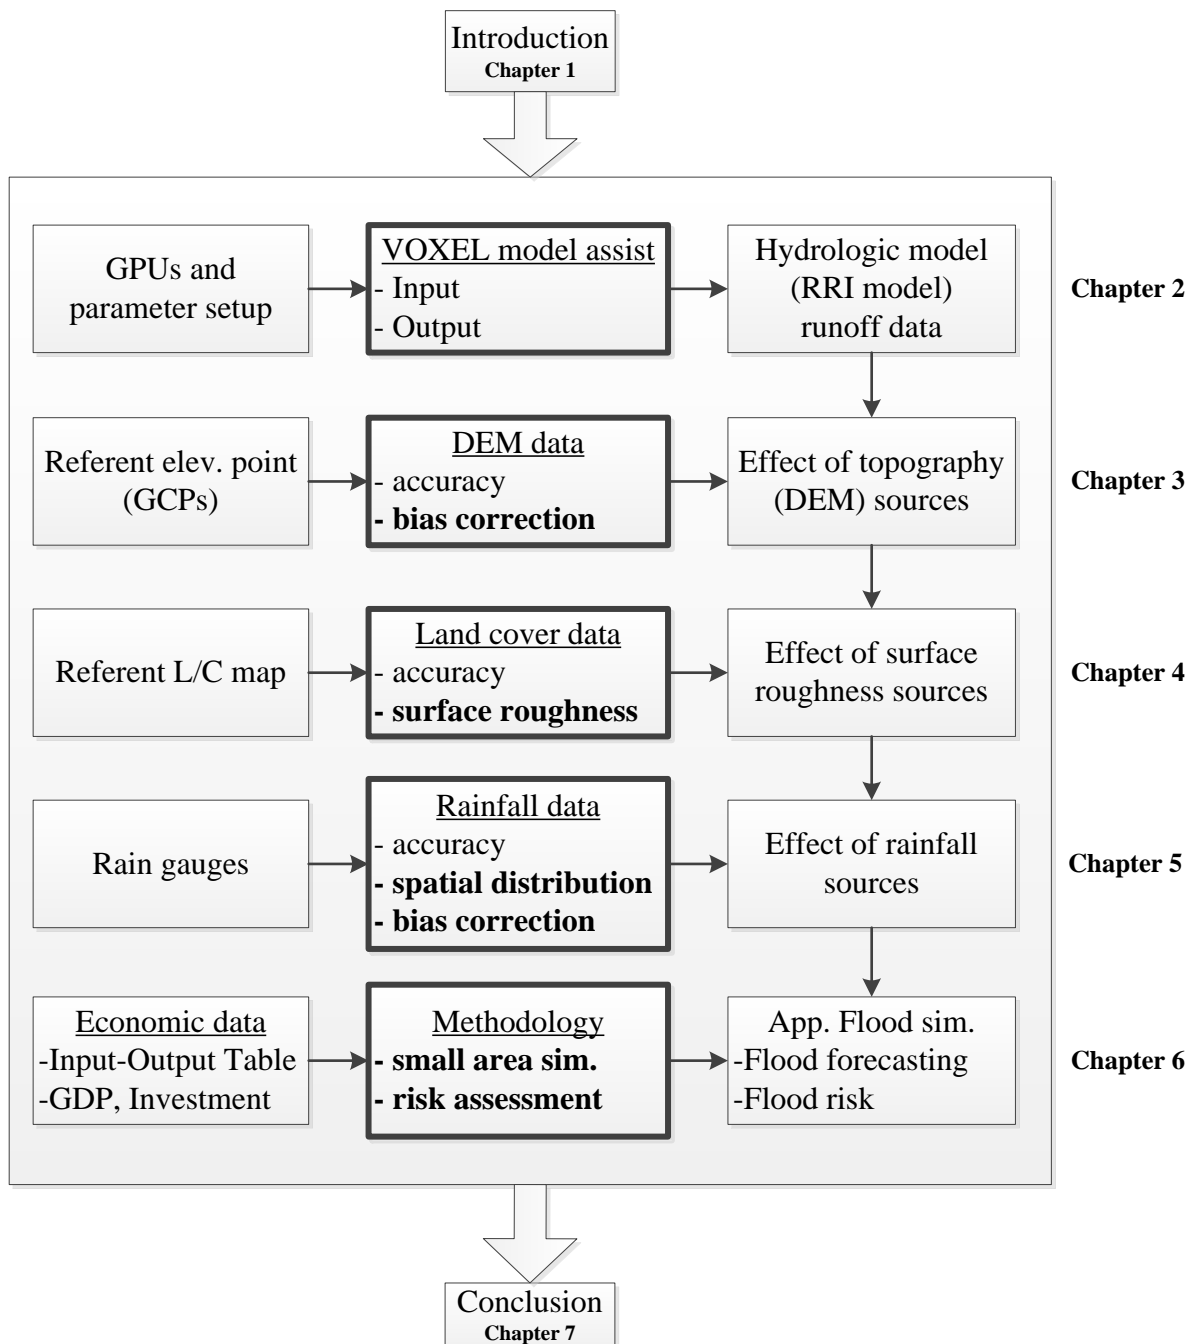 Introduction
Chapter 1
GPUs and
parameter setup
VOXEL model assist
- Input
- Output
Hydrologic model
(RRI model)
runoff data
Chapter 2
Referent elev. point
(GCPs)
DEM data
- accuracy
- bias correction
Effect of topography
(DEM) sources
Chapter 3
Referent L/C map
Land cover data
- accuracy
- surface roughness
Effect of surface
roughness sources
Chapter 4
Rain gauges
Rainfall data
- accuracy
- spatial distribution
- bias correction
Effect of rainfall
sources
Chapter 5
Economic data
-Input-Output Table
-GDP, Investment
Methodology
- small area sim.
- risk assessment
App. Flood sim.
-Flood forecasting
-Flood risk
Chapter 6
Conclusion
Chapter 7